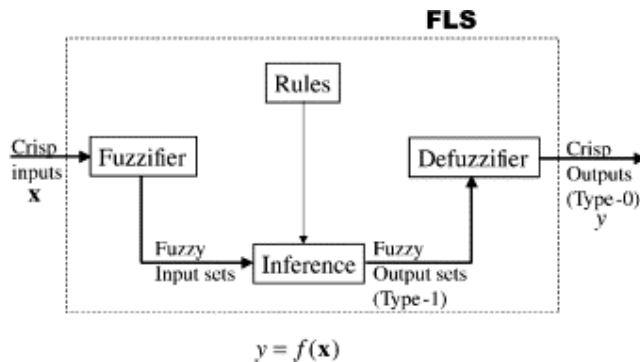 FLS
Rules
Crisp
inputs
x
Fuzzifier
Defuzzifier
Crisp
Outputs
(Type-0)
y
Fuzzy
Input sets
Inference
Fuzzy
Output sets
(Type-1)
y = f(x)